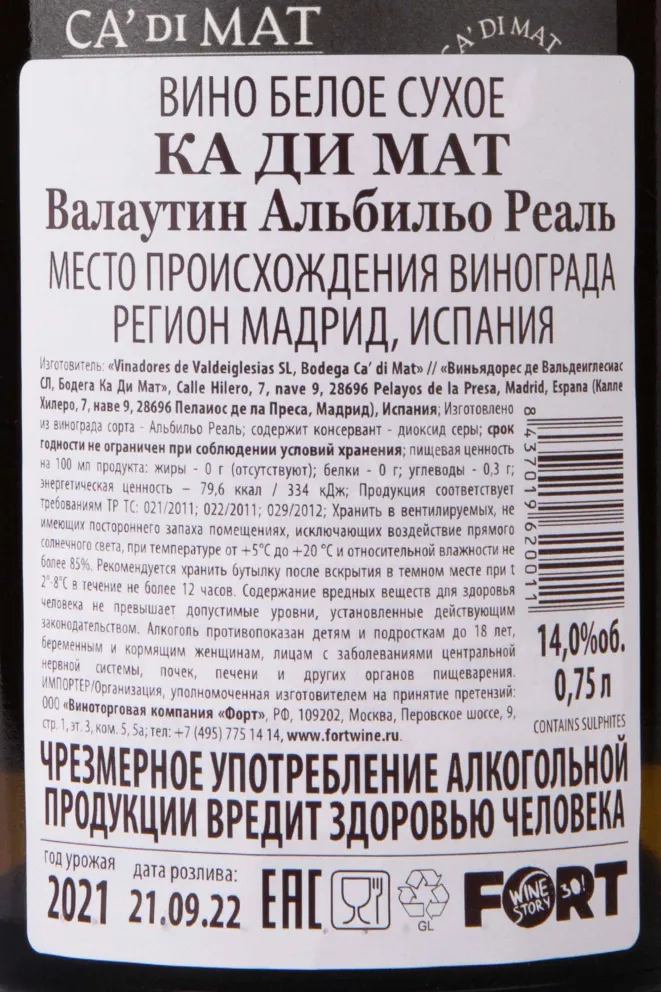 CA' DI MAT
CA' DI MAT
ВИНО БЕЛОЕ СУХОЕ
КА ДИ МАТ
Валаутин Альбильо Реаль
МЕСТО ПРОИСХОЖДЕНИЯ ВИНОГРАДА
РЕГИОН МАДРИД, ИСПАНИЯ
Изготовитель: «Vinadores de Valdeiglesias SL, Bodega Ca' di Mat» // «Виньядорес де Вальдеиглесиас
СЛ, Бодега Ка Ди Мат», Calle Hilero, 7, nave 9, 28696 Pelayos de la Presa, Madrid, Espana (Калле
Хилеро, 7, наве 9, 28696 Пелаиос де ла Преса, Мадрид), Испания; Изготовлено
из винограда сорта - Альбильо Реаль; содержит консервант - диоксид серы; срок
годности не ограничен при соблюдении условий хранения; пищевая ценность
на 100 мл продукта: жиры - 0 г (отсутствуют); белки - 0 г; углеводы - 0,3 г;
энергетическая ценность – 79,6 ккал / 334 кДж; Продукция соответствует
требованиям ТР ТС: 021/2011; 022/2011; 029/2012; Хранить в вентилируемых, не
имеющих постороннего запаха помещениях, исключающих воздействие прямого
солнечного света, при температуре от +5°C до +20 °C и относительной влажности не
более 85%. Рекомендуется хранить бутылку после вскрытия в темном месте при t
2°-8°C в течение не более 12 часов. Содержание вредных веществ для здоровья
человека не превышает допустимые уровни, установленные действующим
законодательством. Алкоголь противопоказан детям и подросткам до 18 лет,
беременным и кормящим женщинам, лицам с заболеваниями центральной
нервной системы, почек, печени и других органов пищеварения.
ИМПОРТЕР/Организация, уполномоченная изготовителем на принятие претензий:
ООО «Виноторговая компания «Форт», РФ, 109202, Москва, Перовское шоссе, 9,
стр. 1, эт. 3, ком. 5, 5а; тел: +7 (495) 775 14 14, www.fortwine.ru.
8 437019 620011
14,0%об.
0,75 л
CONTAINS SULPHITES
ЧРЕЗМЕРНОЕ УПОТРЕБЛЕНИЕ АЛКОГОЛЬНОЙ
ПРОДУКЦИИ ВРЕДИТ ЗДОРОВЬЮ ЧЕЛОВЕКА
год урожая
2021
дата розлива:
21.09.22
EAC
GL
FORT
WINE
STORY
30!